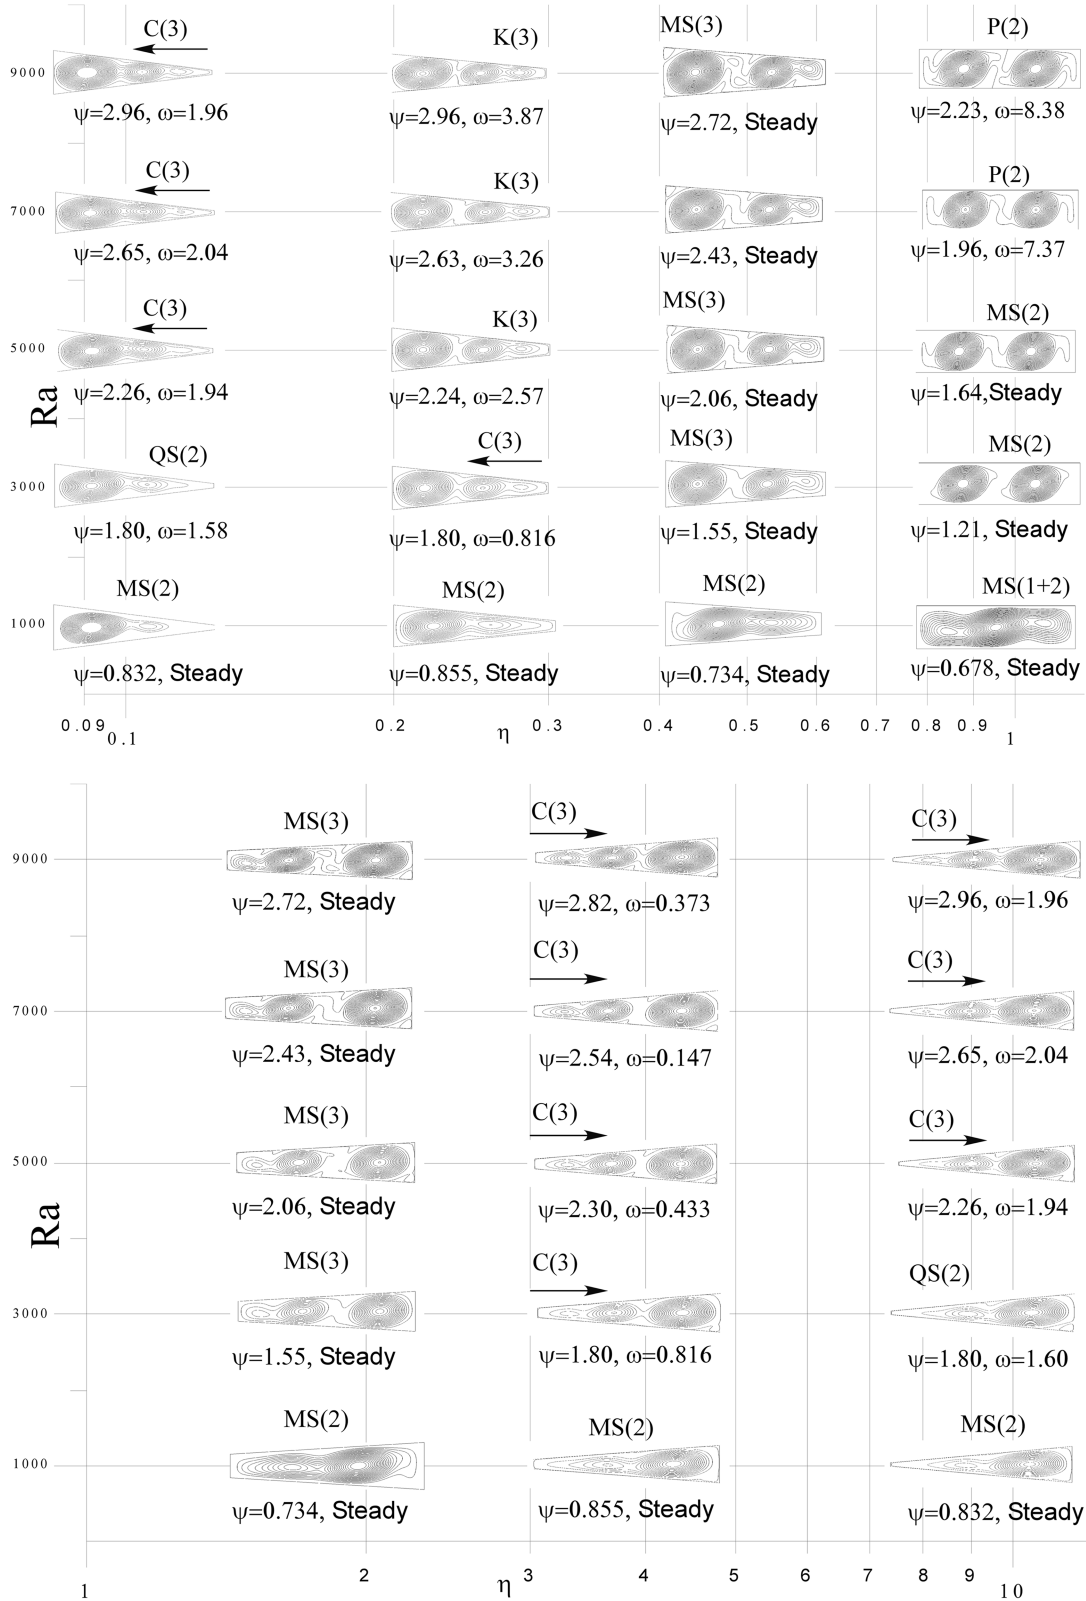 C(3) K(3) MS(3) P(2)
9000
ψ=2.96, ω=1.96 ψ=2.96, ω=3.87 ψ=2.72, Steady ψ=2.23, ω=8.38
C(3) K(3) P(2)
7000
ψ=2.65, ω=2.04 ψ=2.63, ω=3.26 ψ=2.43, Steady ψ=1.96, ω=7.37
C(3) K(3) MS(3) MS(2)
5000
ψ=2.26, ω=1.94 ψ=2.24, ω=2.57 ψ=2.06, Steady ψ=1.64,Steady
Ra
QS(2) C(3) MS(3) MS(2)
3000
ψ=1.80, ω=1.58 ψ=1.80, ω=0.816 ψ=1.55, Steady ψ=1.21, Steady
MS(2) MS(2) MS(2) MS(1+2)
1000
ψ=0.832, Steady ψ=0.855, Steady ψ=0.734, Steady ψ=0.678, Steady
0.09 0.1 0.2 0.3 0.4 0.5 0.6 0.7 0.8 0.9 1
η
MS(3) C(3) C(3)
9000
ψ=2.72, Steady ψ=2.82, ω=0.373 ψ=2.96, ω=1.96
MS(3) C(3) C(3)
7000
ψ=2.43, Steady ψ=2.54, ω=0.147 ψ=2.65, ω=2.04
MS(3) C(3) C(3)
5000
ψ=2.06, Steady ψ=2.30, ω=0.433 ψ=2.26, ω=1.94
Ra
MS(3) C(3) QS(2)
3000
ψ=1.55, Steady ψ=1.80, ω=0.816 ψ=1.80, ω=1.60
MS(2) MS(2) MS(2)
1000
ψ=0.734, Steady ψ=0.855, Steady ψ=0.832, Steady
1 2 3 4 5 6 7 8 9 10
η